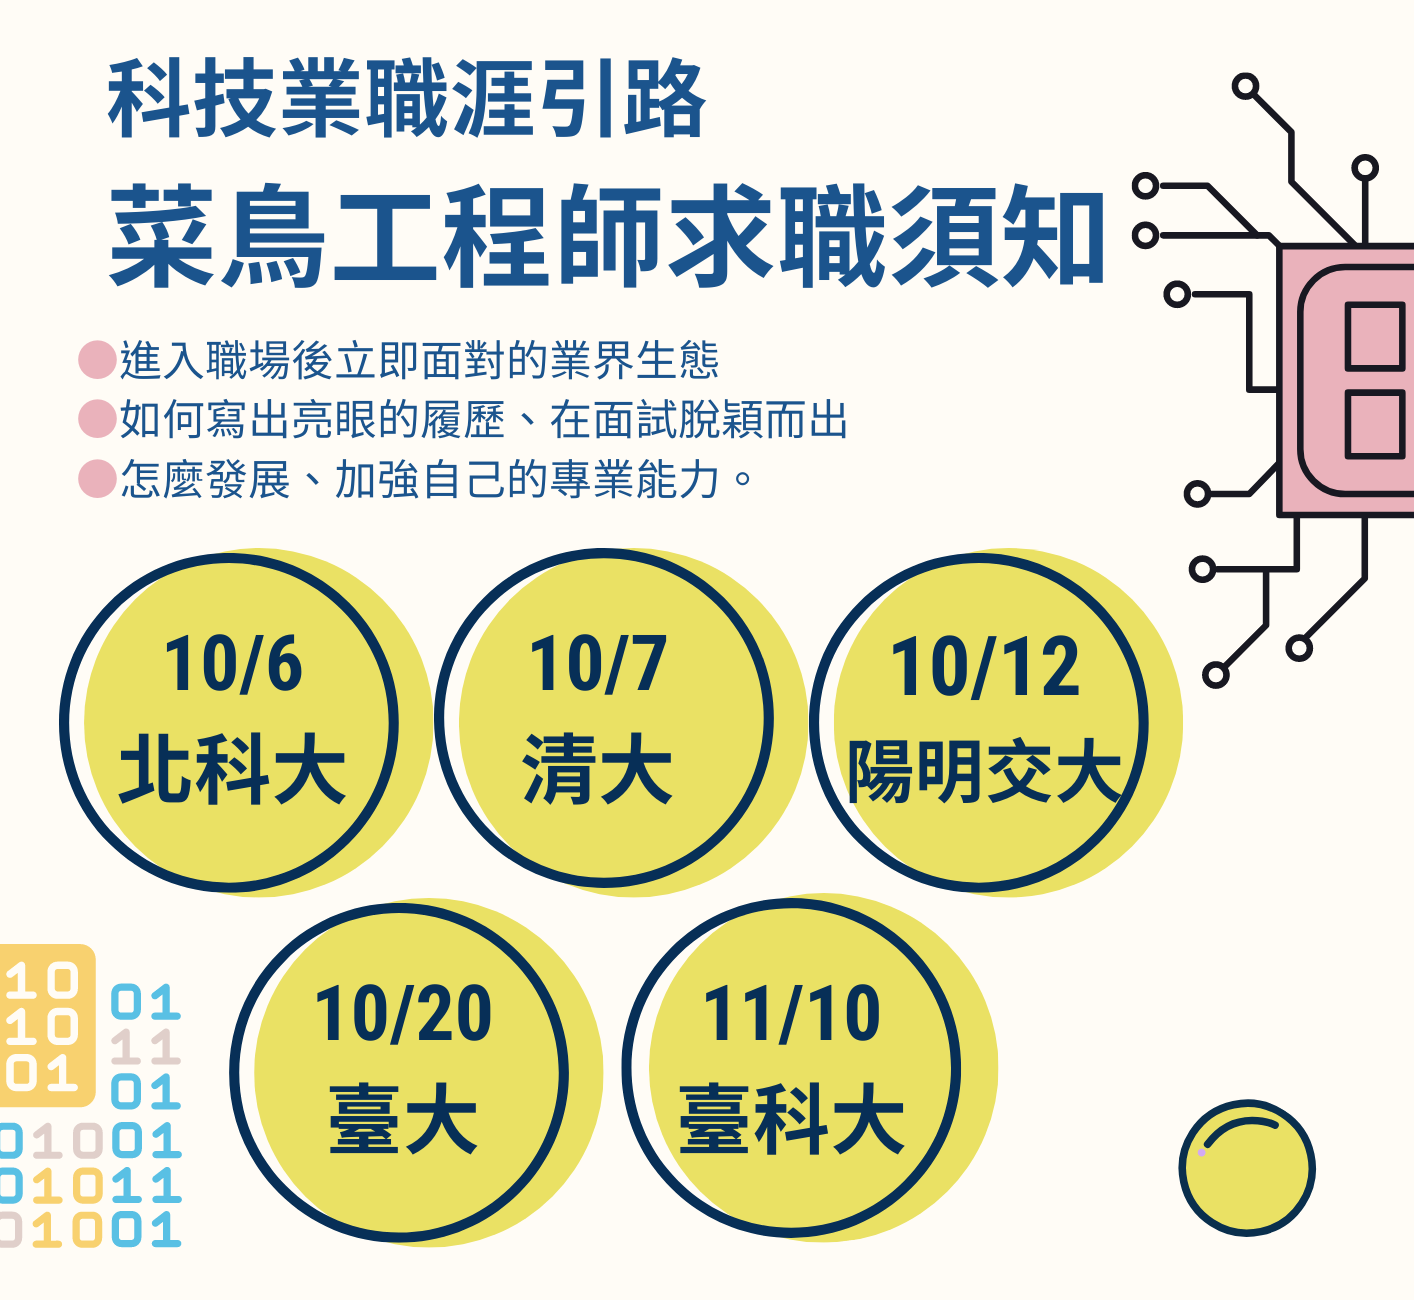 科技業職涯引路
菜鳥工程師求職須知
進入職場後立即面對的業界生態
如何寫出亮眼的履歷、在面試脫穎而出
怎麼發展、加強自己的專業能力。
10/6
北科大
10/7
清大
10/12
陽明交大
10/20
臺大
11/10
臺科大
10
10
01
01
11
01
01001
01011
01001